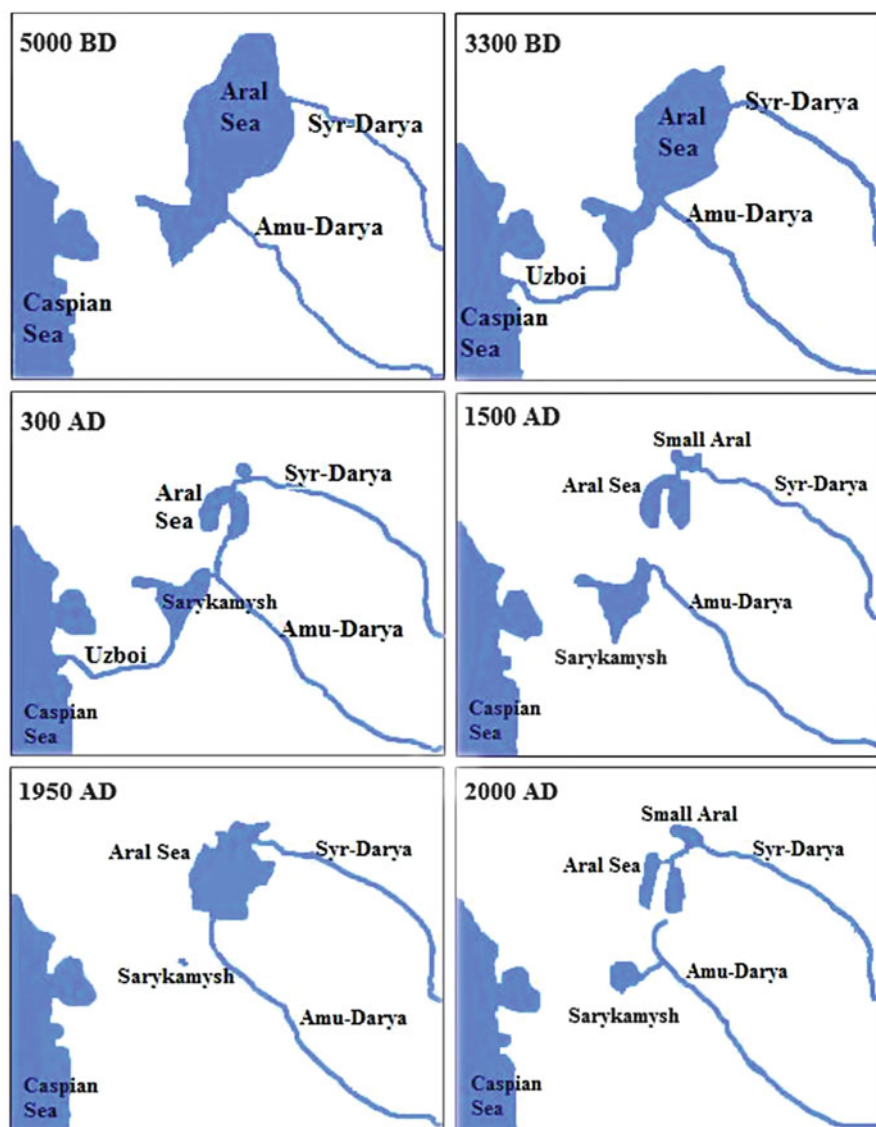 5000 BD
Aral
Sea
Syr-Darya
Amu-Darya
Caspian
Sea
3300 BD
Aral
Sea
Syr-Darya
Amu-Darya
Uzboi
Caspian
Sea
300 AD
Aral
Sea
Syr-Darya
Sarykamysh
Amu-Darya
Uzboi
Caspian
Sea
1500 AD
Small Aral
Aral Sea
Syr-Darya
Amu-Darya
Sarykamysh
Caspian
Sea
1950 AD
Aral Sea
Syr-Darya
Sarykamysh
Amu-Darya
Caspian
Sea
2000 AD
Small Aral
Aral Sea
Syr-Darya
Amu-Darya
Sarykamysh
Caspian
Sea